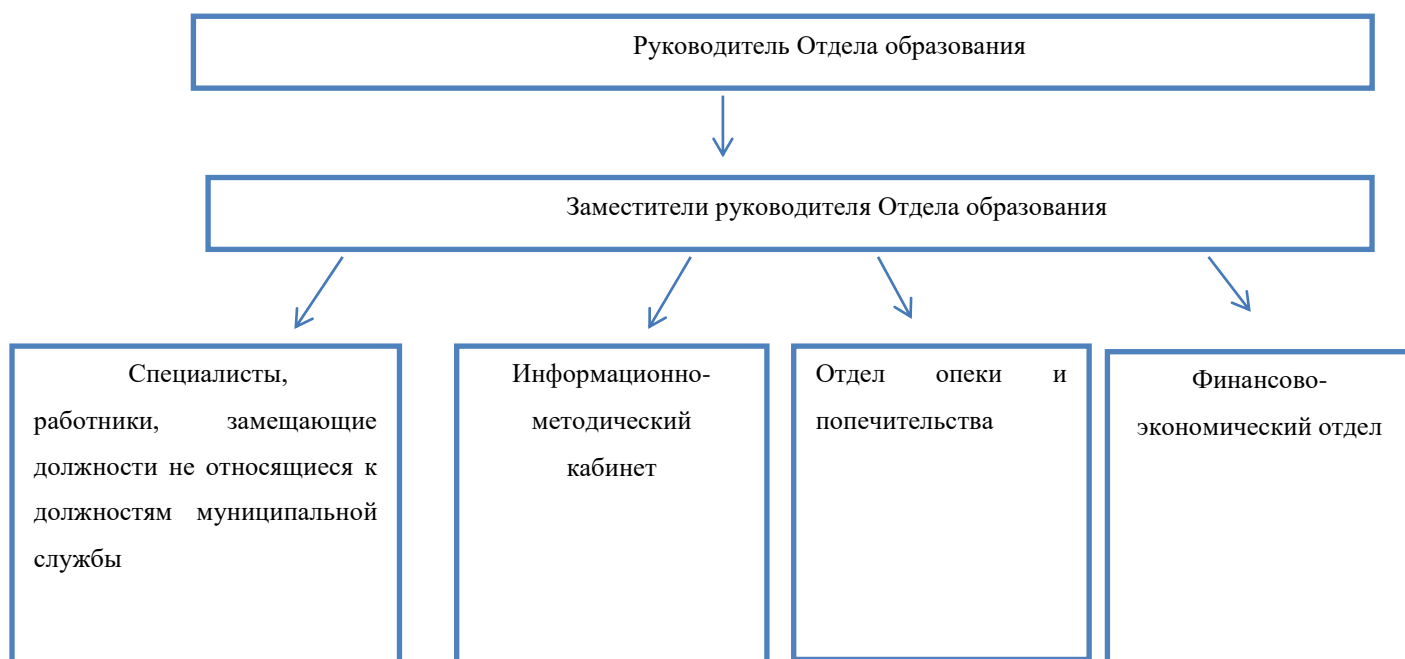 Руководитель Отдела образования
Заместители руководителя Отдела образования
Специалисты,
работники, замещающие
должности не относящиеся к
должностям муниципальной
службы
Информационно-
методический
кабинет
Отдел опеки и
попечительства
Финансово-
экономический отдел